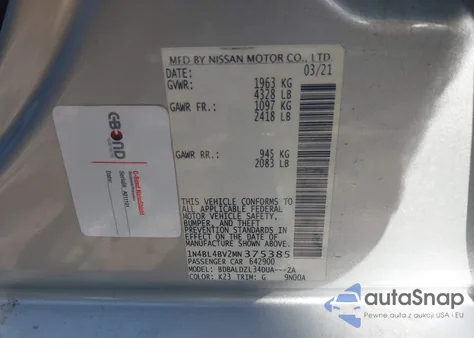 MFD BY NISSAN MOTOR CO., LTD.
DATE: 03/21
GVWR: 1963 KG
4328 LB
GAWR FR.: 1097 KG
2418 LB
GAWR RR.: 945 KG
2083 LB
THIS VEHICLE CONFORMS TO
ALL APPLICABLE FEDERAL
MOTOR VEHICLE SAFETY,
BUMPER, AND THEFT
PREVENTION STANDARDS
IN EFFECT ON THE DATE OF
MANUFACTURE SHOWN ABOVE.
1N4BL4BV2MN375385
PASSENGER CAR 642900
MODEL: BDBALDZL34DUA---ZA
COLOR: K23 TRIM: G 9N00A
G-BOND
autoSnap
Pewne auto z USA - EU